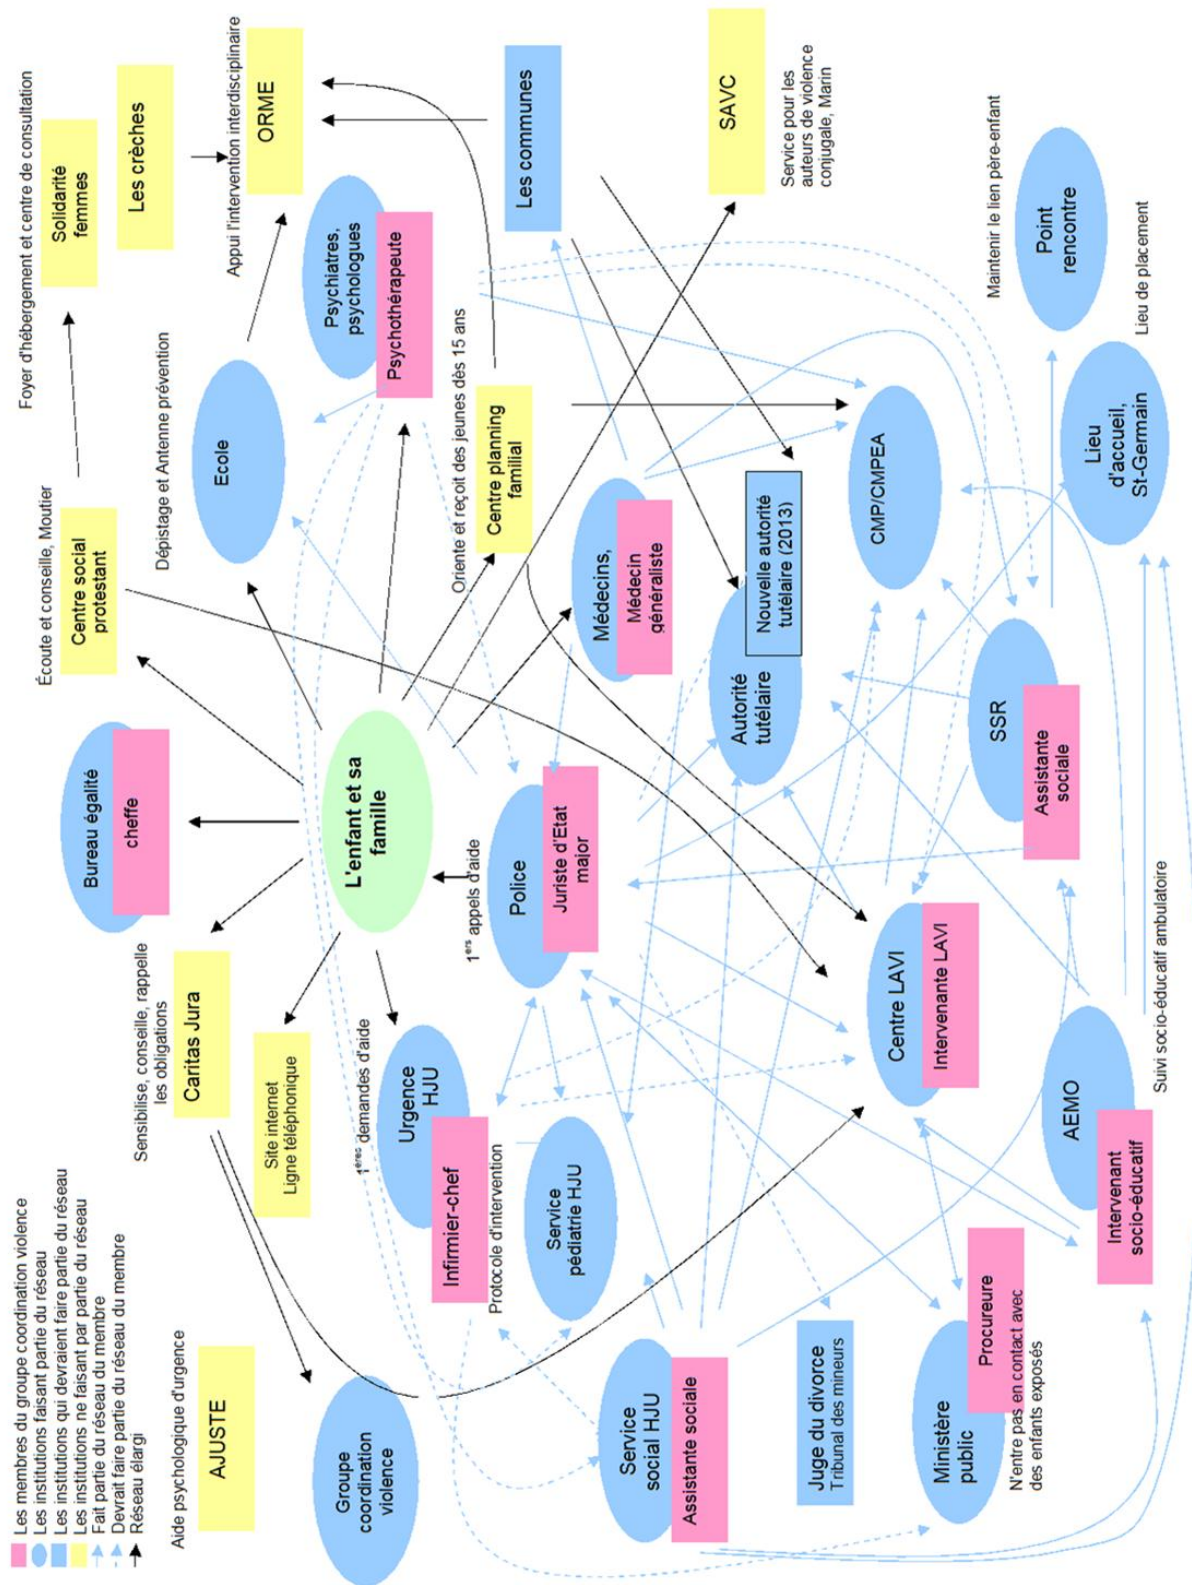 Les membres du groupe coordination violence
Les institutions faisant partie du réseau
Les institutions qui devraient faire partie du réseau
Les institutions ne faisant par partie du réseau
Fait partie du réseau du membre
Devrait faire partie du réseau du membre
Réseau élargi
Aide psychologique d'urgence
AJUSTE
Groupe
coordination
violence
Sensibilise, conseille, rappelle
les obligations
Caritas Jura
Site internet
Ligne téléphonique
Bureau égalité
cheffe
Écoute et conseille, Moutier
Centre social
protestant
Foyer d'hébergement et centre de consultation
Solidarité
femmes
Les crèches
Dépistage et Antenne prévention
Ecole
Appui l'intervention interdisciplinaire
ORME
Psychiatres,
psychologues
Psychothérapeute
L'enfant et sa
famille
1ères demandes d'aide
Urgence
HJU
Infirmier-chef
Protocole d'intervention
Service
pédiatrie HJU
1ers appels d'aide
Police
Juriste d'Etat
major
Oriente et reçoit des jeunes dès 15 ans
Centre planning
familial
Les communes
Médecins,
Médecin
généraliste
Service
social HJU
Assistante sociale
Autorité
tutélaire
Nouvelle autorité
tutélaire (2013)
SAVC
Service pour les
auteurs de violence
conjugale, Marin
Juge du divorce
Tribunal des mineurs
CMP/CMPEA
Centre LAVI
Intervenante LAVI
Ministère
public
Procureure
N'entre pas en contact avec
des enfants exposés
SSR
Assistante
sociale
Maintenir le lien père-enfant
Point
rencontre
AEMO
Intervenant
socio-éducatif
Suivi socio-éducatif ambulatoire
Lieu
d'accueil,
St-Germain
Lieu de placement